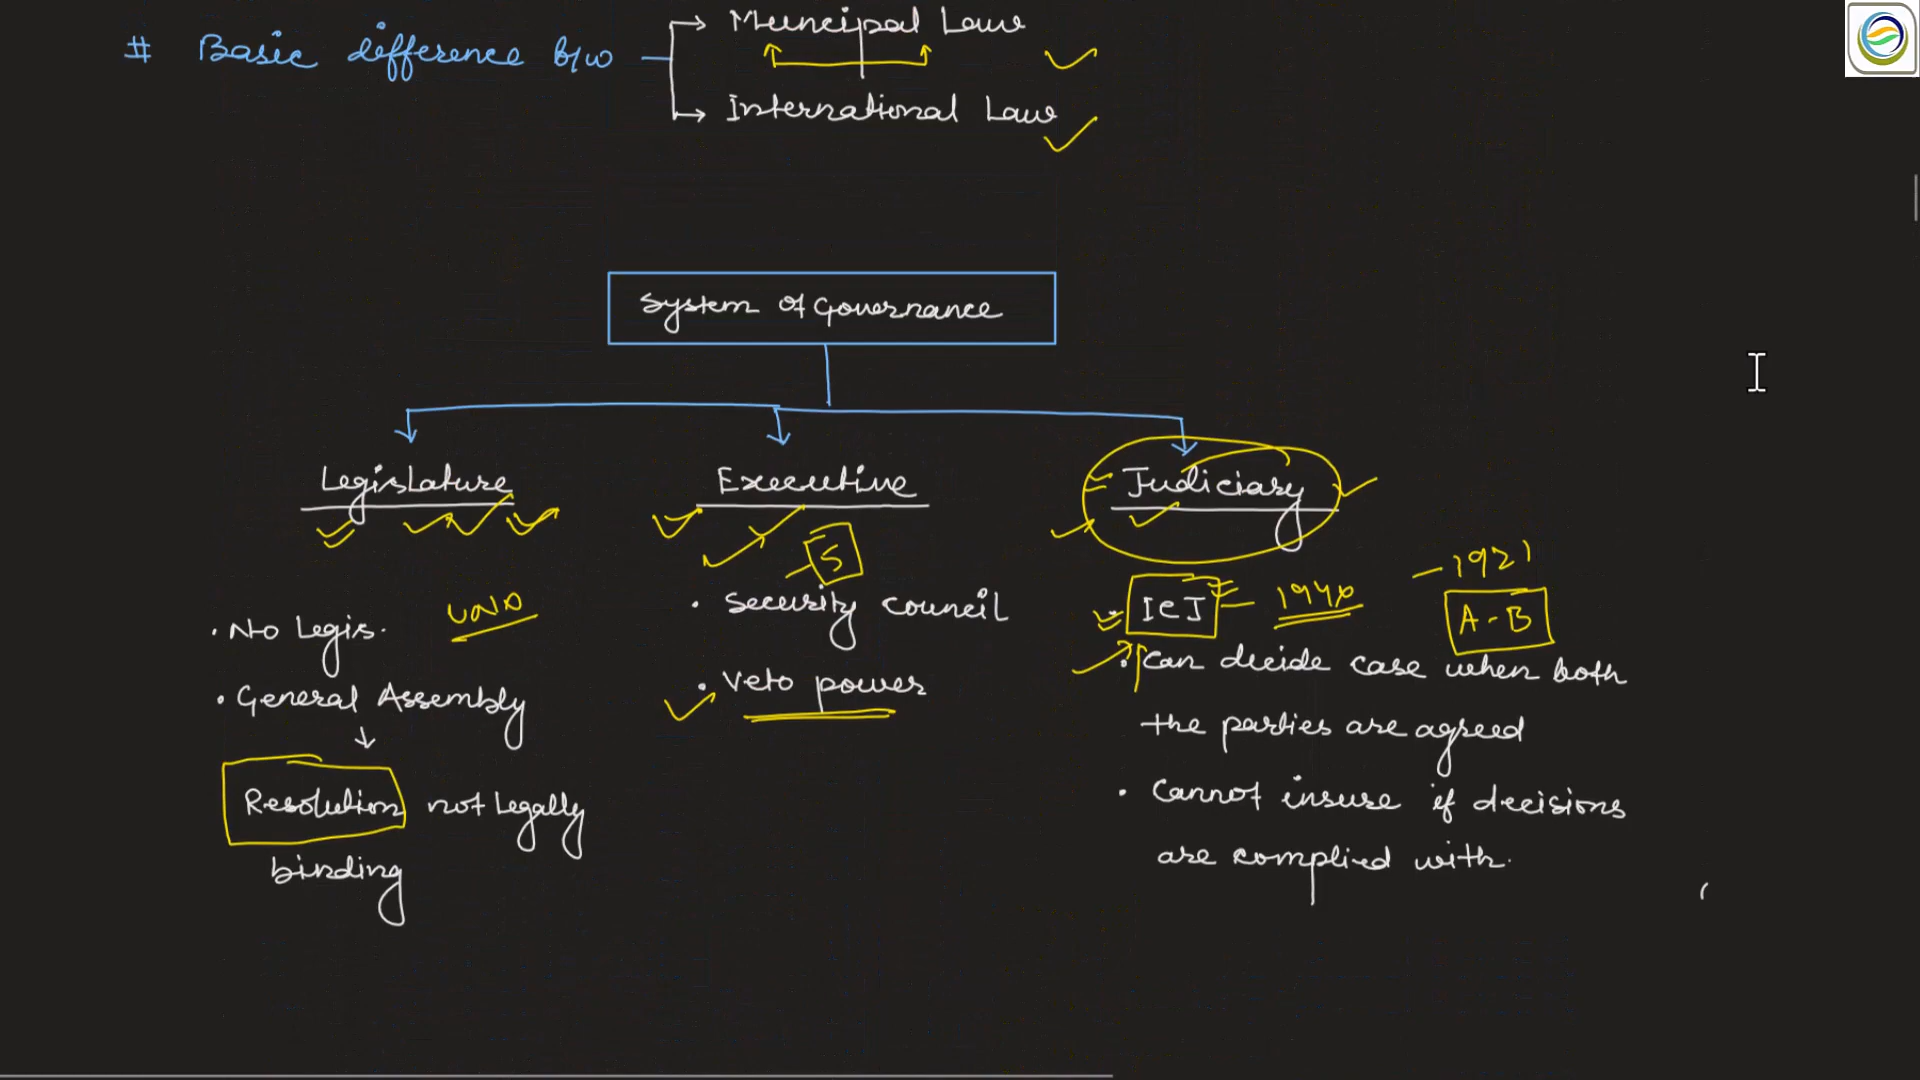 # Basic difference b/w
→ Muncipal Law
→ International Law
System of Governance
Legislature
Executive
Judiciary
5
1921
UNO
• Security council
• ICJ
A-B
• No Legis.
• can decide case when both
• Veto power
• General Assembly
the parties are agreed
Resolution not Legally
• cannot insure if decisions
binding
are complied with.